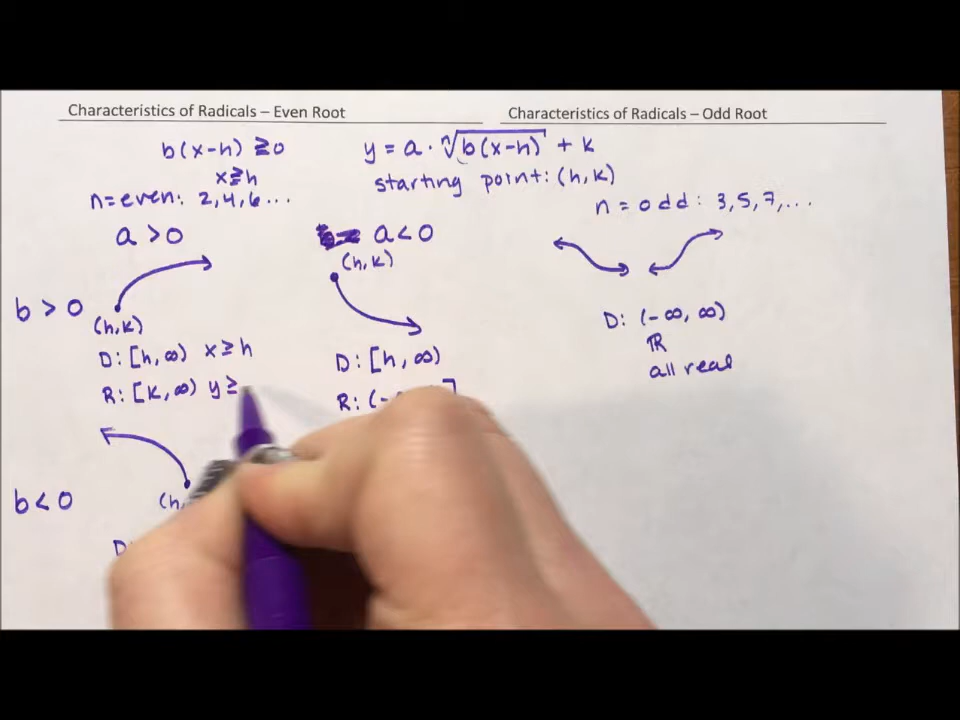 Characteristics of Radicals – Even Root
b(x-h) ≥ 0
x ≥ h
n=even: 2,4,6...
y = a · ⁿ√b(x-h) + k
starting point: (h,k)
a > 0
a < 0
b > 0
(h,k)
D: [h, ∞) x ≥ h
R: [k, ∞) y ≥
(h,k)
D: [h, ∞)
R: (-
b < 0
(h,
D:
Characteristics of Radicals – Odd Root
n = odd: 3,5,7,...
D: (-∞, ∞)
ℝ
all real